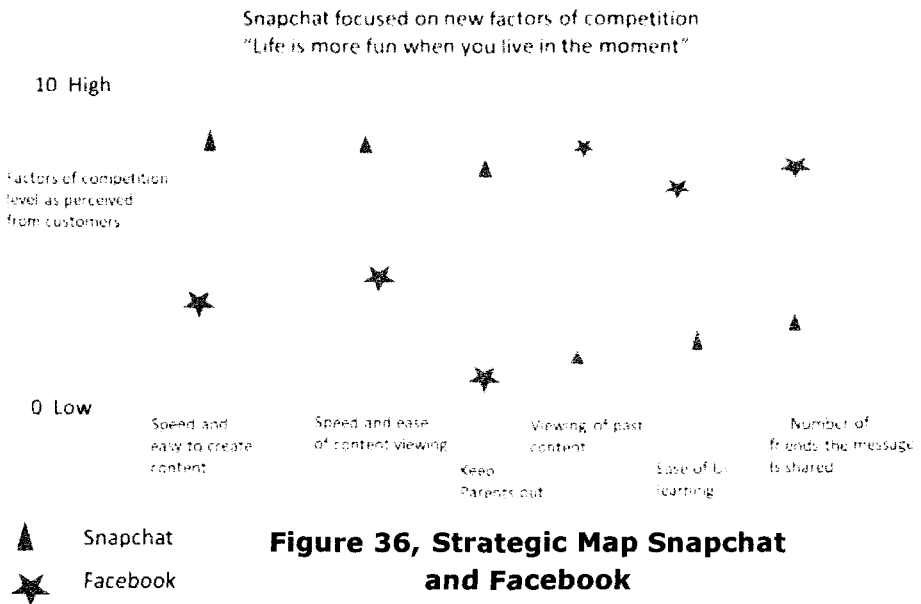 Snapchat focused on new factors of competition
"Life is more fun when you live in the moment"
10 High
Factors of competition
level as perceived
from customers
0 Low
Speed and
easy to create
content
Speed and ease
of content viewing
Keep
Parents out
Viewing of past
content
Ease of UI
learning
Number of
friends the message
is shared
Snapchat
Facebook
Figure 36, Strategic Map Snapchat
and Facebook